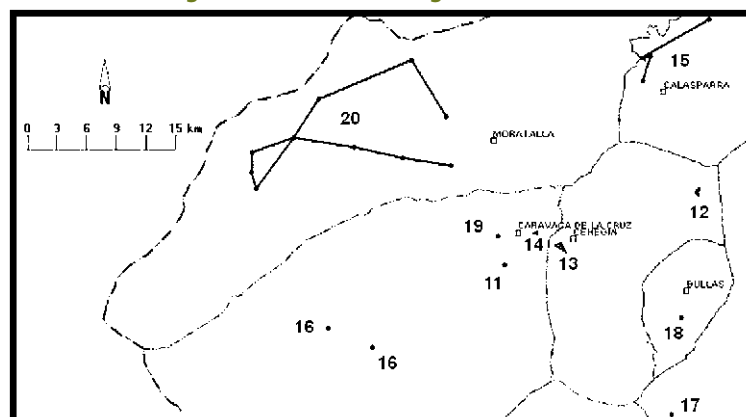 15
CALASPARRA
N
0 3 6 9 12 15 km
20
MORATALLA
12
19
CARAVACA DE LA CRUZ
14
CEHEGIN
13
11
BULLAS
18
16
16
17